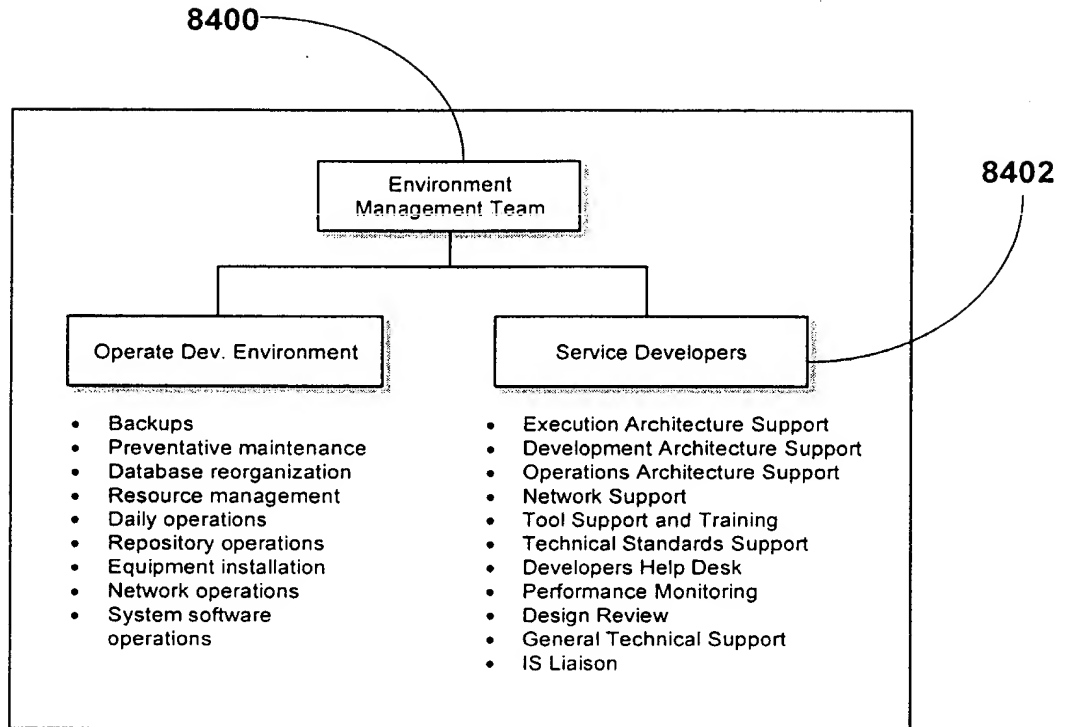 8400
8402
Environment
Management Team
Operate Dev. Environment
Service Developers
• Backups
• Preventative maintenance
• Database reorganization
• Resource management
• Daily operations
• Repository operations
• Equipment installation
• Network operations
• System software
operations
• Execution Architecture Support
• Development Architecture Support
• Operations Architecture Support
• Network Support
• Tool Support and Training
• Technical Standards Support
• Developers Help Desk
• Performance Monitoring
• Design Review
• General Technical Support
• IS Liaison